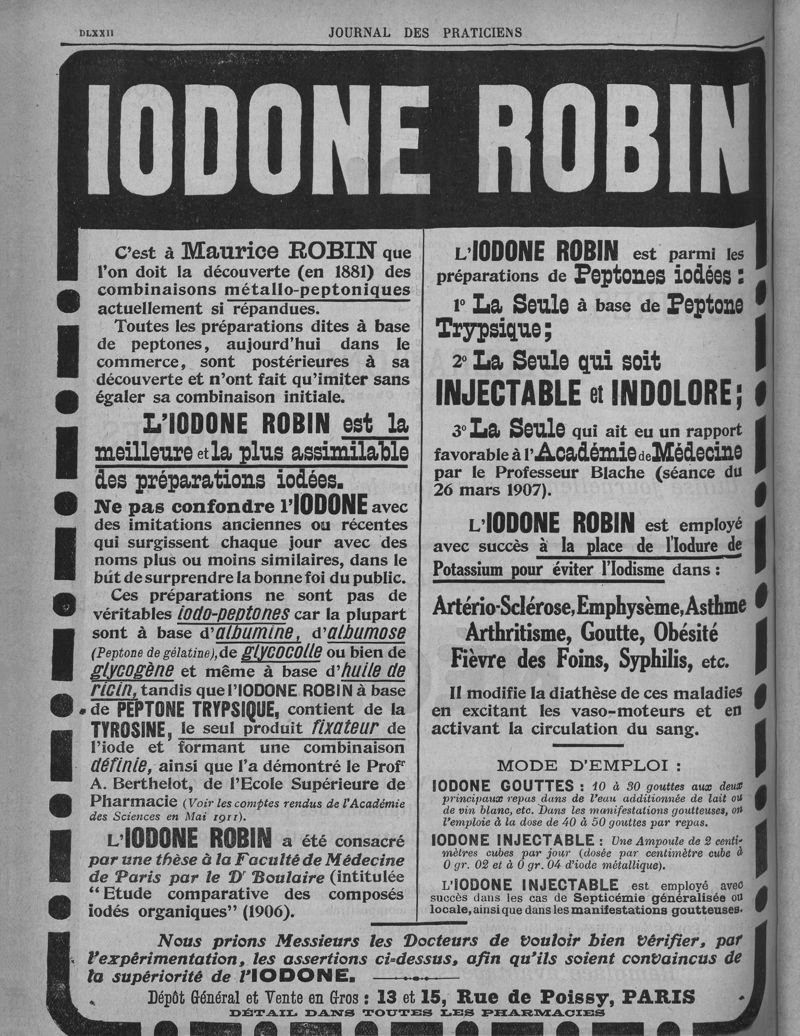 DLXXII
JOURNAL DES PRATICIENS
IODONE ROBIN
C'est à Maurice ROBIN que
l'on doit la découverte (en 1881) des
combinaisons métallo-peptoniques
actuellement si répandues.
Toutes les préparations dites à base
de peptones, aujourd'hui dans le
commerce, sont postérieures à sa
découverte et n'ont fait qu'imiter sans
égaler sa combinaison initiale.
L'IODONE ROBIN est la
meilleure et la plus assimilable
des préparations iodées.
Ne pas confondre l'IODONE avec
des imitations anciennes ou récentes
qui surgissent chaque jour avec des
noms plus ou moins similaires, dans le
bût de surprendre la bonne foi du public.
Ces préparations ne sont pas de
véritables iodo-peptones car la plupart
sont à base d'albumine, d'albumose
(Peptone de gélatine), de glycocolle ou bien de
glycogène et même à base d'huile de
ricin, tandis que l'IODONE ROBIN à base
de PEPTONE TRYPSIQUE, contient de la
TYROSINE, le seul produit fixateur de
l'iode et formant une combinaison
définie, ainsi que l'a démontré le Profr
A. Berthelot, de l'Ecole Supérieure de
Pharmacie (Voir les comptes rendus de l'Académie
des Sciences en Mai 1911).
L'IODONE ROBIN a été consacré
par une thèse à la Faculté de Médecine
de Paris par le Dr Boulaire (intitulée
“Etude comparative des composés
iodés organiques” (1906).
L'IODONE ROBIN est parmi les
préparations de Peptones iodées :
1º La Seule à base de Peptone
Trypsique;
2º La Seule qui soit
INJECTABLE et INDOLORE;
3º La Seule qui ait eu un rapport
favorable à l'Académie de Médecine
par le Professeur Blache (séance du
26 mars 1907).
L'IODONE ROBIN est employé
avec succès à la place de l'Iodure de
Potassium pour éviter l'Iodisme dans :
Artério-Sclérose, Emphysème, Asthme
Arthritisme, Goutte, Obésité
Fièvre des Foins, Syphilis, etc.
Il modifie la diathèse de ces maladies
en excitant les vaso-moteurs et en
activant la circulation du sang.
MODE D'EMPLOI :
IODONE GOUTTES : 10 à 30 gouttes aux deux
principaux repas dans de l'eau additionnée de lait ou
de vin blanc, etc. Dans les manifestations goutteuses, on
l'emploie à la dose de 40 à 50 gouttes par repas.
IODONE INJECTABLE : Une Ampoule de 2 centi-
mètres cubes par jour (dosée par centimètre cube à
0 gr. 02 et à 0 gr. 04 d'iode métallique).
L'IODONE INJECTABLE est employé avec
succès dans les cas de Septicémie généralisée ou
locale, ainsi que dans les manifestations goutteuses.
Nous prions Messieurs les Docteurs de vouloir bien vérifier, par
l'expérimentation, les assertions ci-dessus, afin qu'ils soient convaincus de
la supériorité de l'IODONE.
Dépôt Général et Vente en Gros : 13 et 15, Rue de Poissy, PARIS
DÉTAIL DANS TOUTES LES PHARMACIES